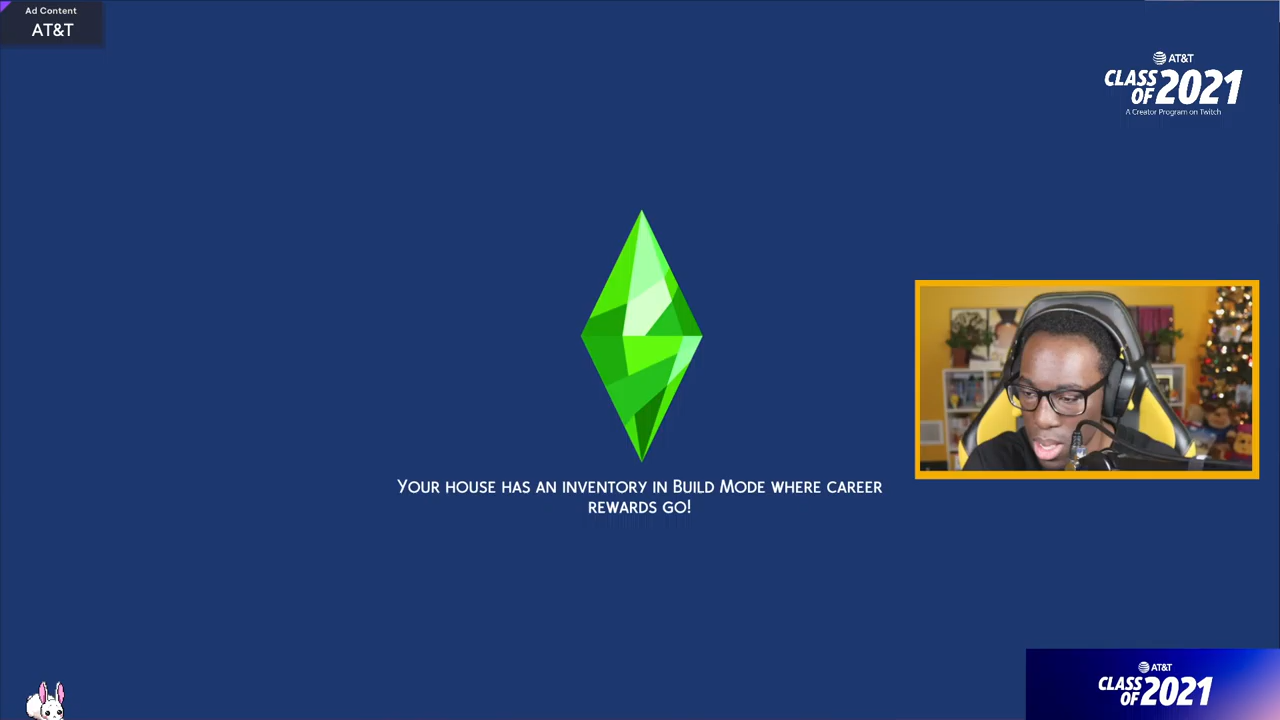 Ad Content
AT&T
AT&T
CLASS
OF 2021
A Creator Program on Twitch
YOUR HOUSE HAS AN INVENTORY IN BUILD MODE WHERE CAREER
REWARDS GO!
AT&T
CLASS
OF 2021